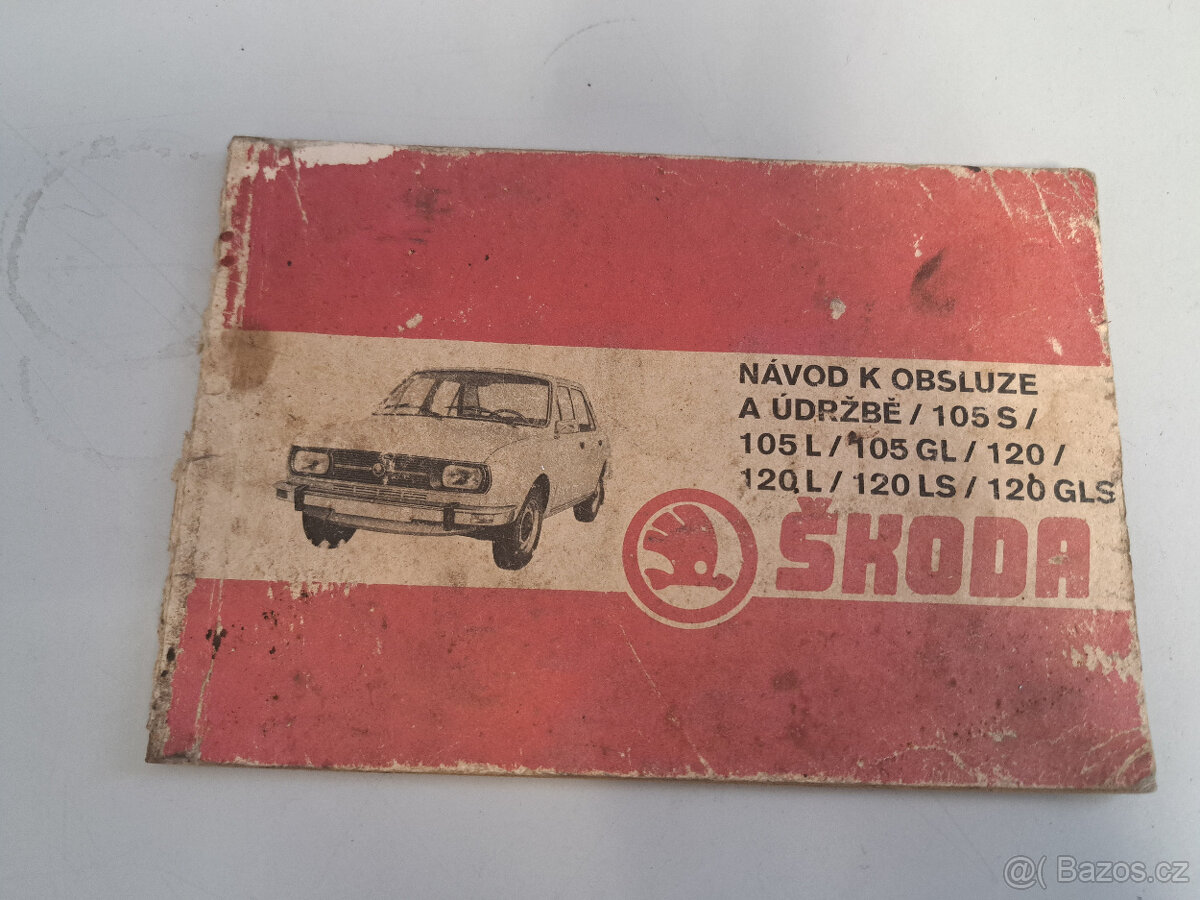 NÁVOD K OBSLUZE
A ÚDRŽBĚ / 105 S /
105 L / 105 GL / 120 /
120 L / 120 LS / 120 GLS
ŠKODA
@( Bazos.cz